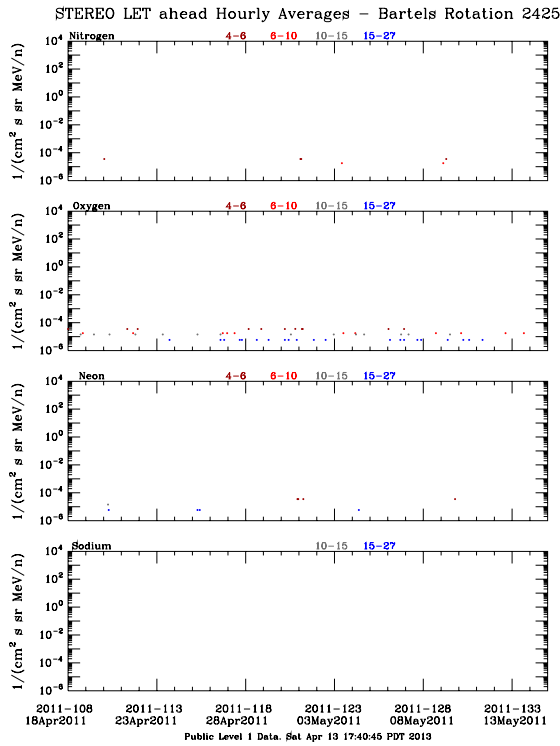 STEREO LET ahead Hourly Averages - Bartels Rotation 2425
Nitrogen 4-6 6-10 10-15 15-27
1/(cm² s sr MeV/n)
10⁴
10²
10⁰
10⁻²
10⁻⁴
10⁻⁶
Oxygen 4-6 6-10 10-15 15-27
1/(cm² s sr MeV/n)
10⁴
10²
10⁰
10⁻²
10⁻⁴
10⁻⁶
Neon 4-6 6-10 10-15 15-27
1/(cm² s sr MeV/n)
10⁴
10²
10⁰
10⁻²
10⁻⁴
10⁻⁶
Sodium 10-15 15-27
1/(cm² s sr MeV/n)
10⁴
10²
10⁰
10⁻²
10⁻⁴
10⁻⁶
2011-108 2011-113 2011-118 2011-123 2011-128 2011-133
18Apr2011 23Apr2011 28Apr2011 03May2011 08May2011 13May2011
Public Level 1 Data. Sat Apr 13 17:40:45 PDT 2013